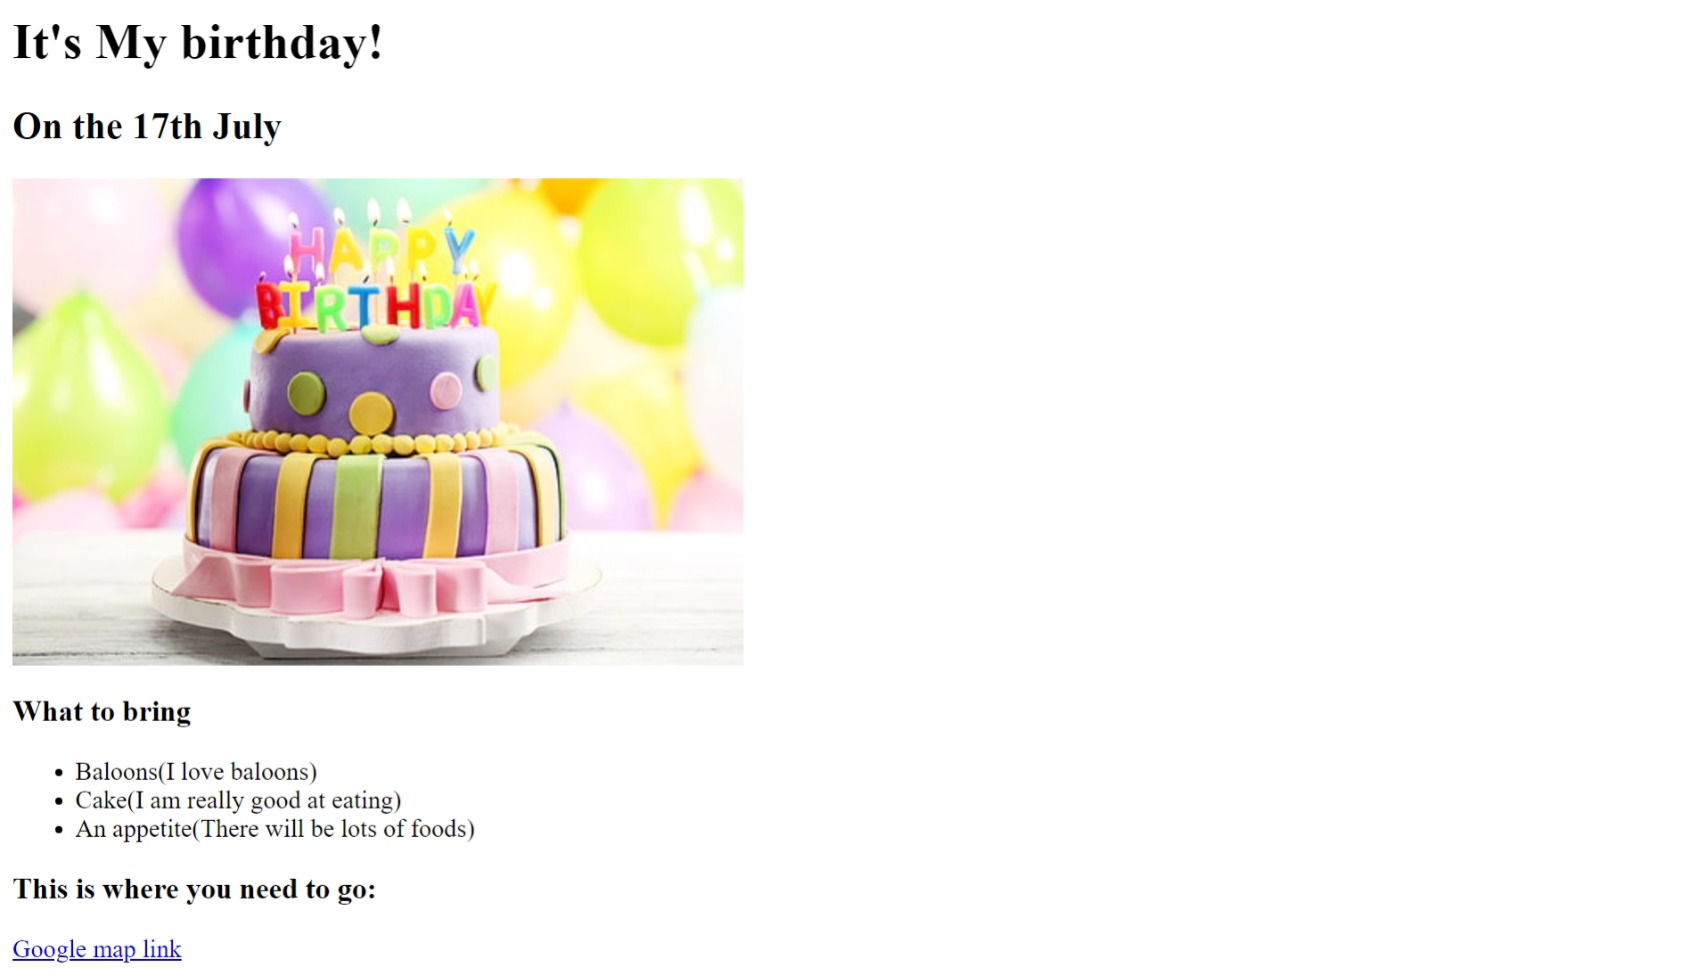 It's My birthday!
On the 17th July
HAPPY
BIRTHDAY
What to bring
Baloons(I love baloons)
Cake(I am really good at eating)
An appetite(There will be lots of foods)
This is where you need to go:
Google map link